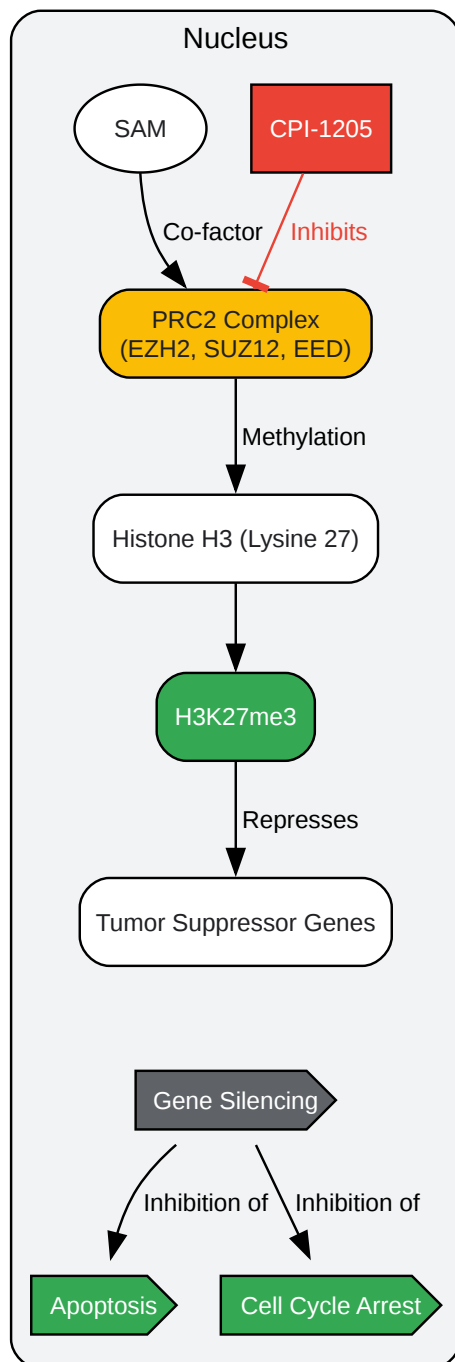 Nucleus
SAM
CPI-1205
Co-factor
Inhibits
PRC2 Complex
(EZH2, SUZ12, EED)
Methylation
Histone H3 (Lysine 27)
H3K27me3
Represses
Tumor Suppressor Genes
Gene Silencing
Inhibition of
Inhibition of
Apoptosis
Cell Cycle Arrest